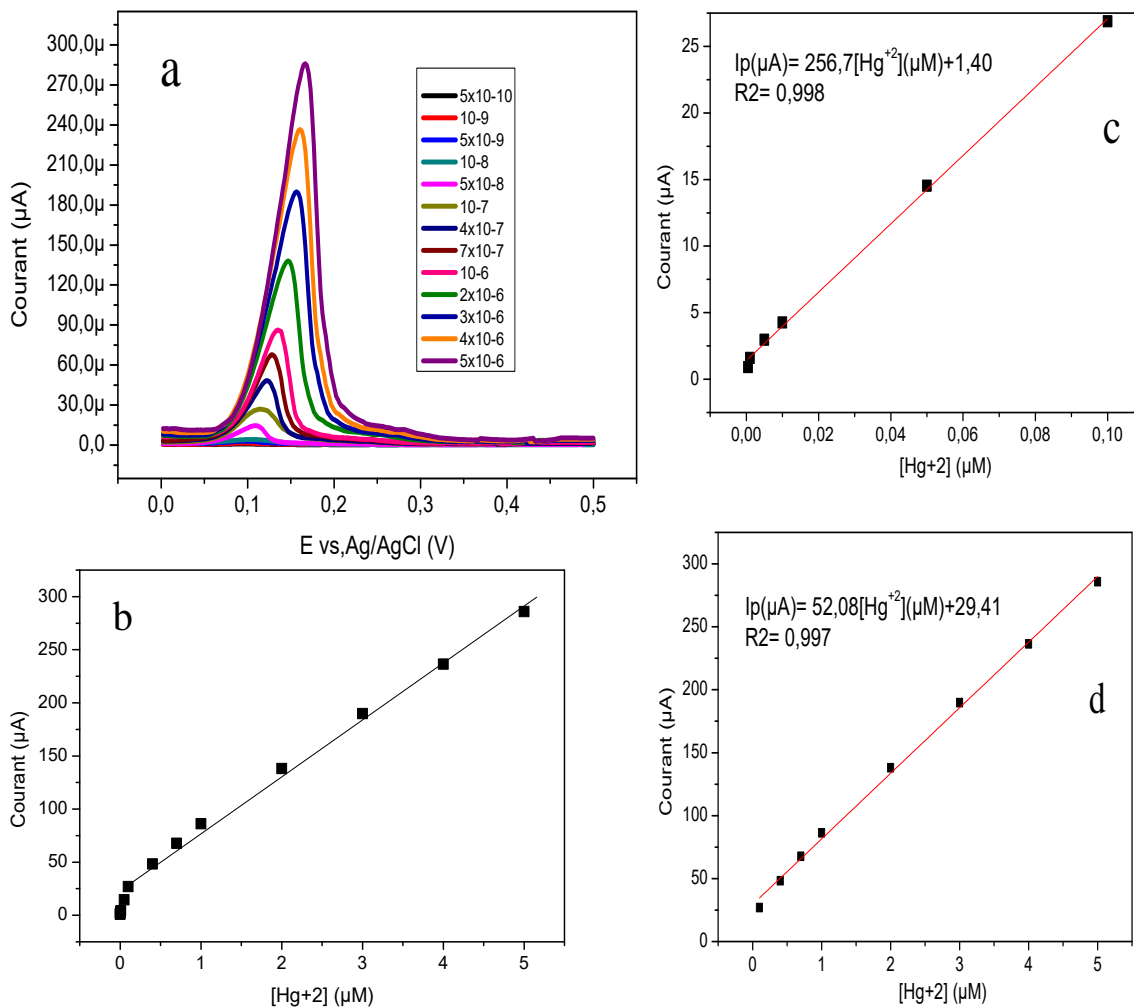 a
Courant (µA)
300,0µ
270,0µ
240,0µ
210,0µ
180,0µ
150,0µ
120,0µ
90,0µ
60,0µ
30,0µ
0,0
5x10-10
10-9
5x10-9
10-8
5x10-8
10-7
4x10-7
7x10-7
10-6
2x10-6
3x10-6
4x10-6
5x10-6
0,0 0,1 0,2 0,3 0,4 0,5
E vs,Ag/AgCl (V)
c
Ip(µA)= 256,7[Hg+2](µM)+1,40
R2= 0,998
Courant (µA)
25
20
15
10
5
0
0,00 0,02 0,04 0,06 0,08 0,10
[Hg+2] (µM)
b
Courant (µA)
300
250
200
150
100
50
0
0 1 2 3 4 5
[Hg+2] (µM)
d
Ip(µA)= 52,08[Hg+2](µM)+29,41
R2= 0,997
Courant (µA)
300
250
200
150
100
50
0
0 1 2 3 4 5
[Hg+2] (µM)